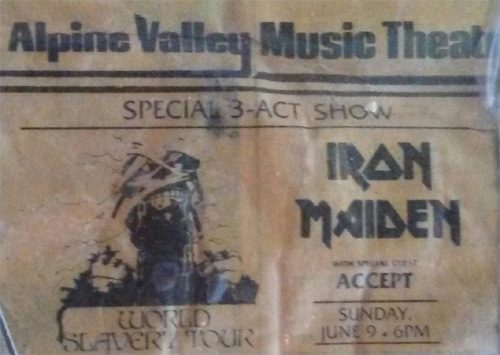 Alpine Valley Music Theat
SPECIAL 3-ACT SHOW
IRON
MAIDEN
WITH SPECIAL GUEST
ACCEPT
SUNDAY,
JUNE 9 • 6PM
WORLD
SLAVERY TOUR